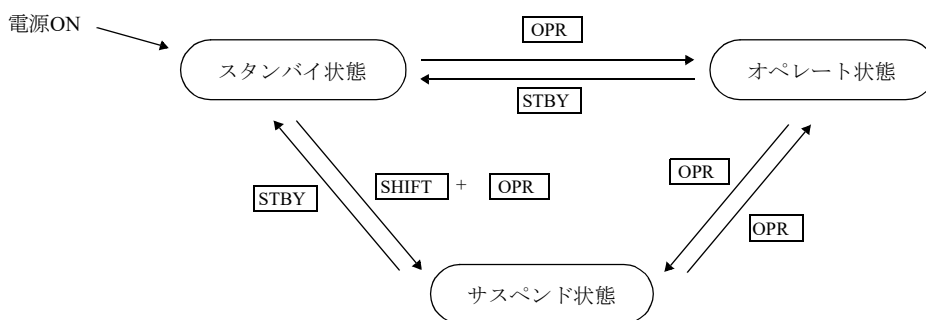 電源ON
OPR
スタンバイ状態
オペレート状態
STBY
SHIFT + OPR
OPR
STBY
OPR
サスペンド状態